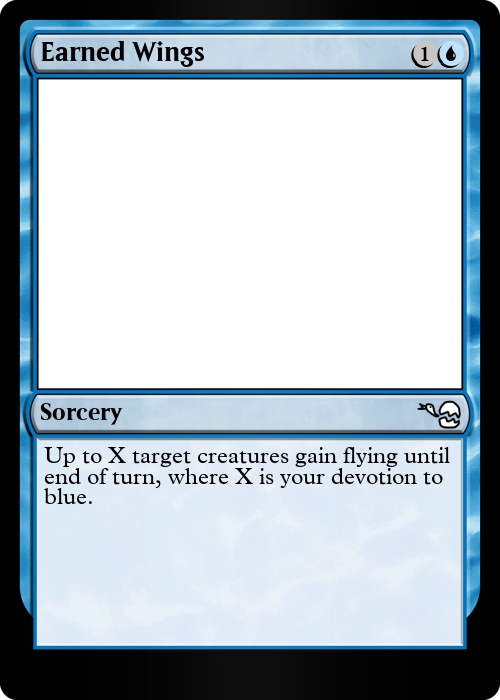 Earned Wings 1
Sorcery
Up to X target creatures gain flying until
end of turn, where X is your devotion to
blue.